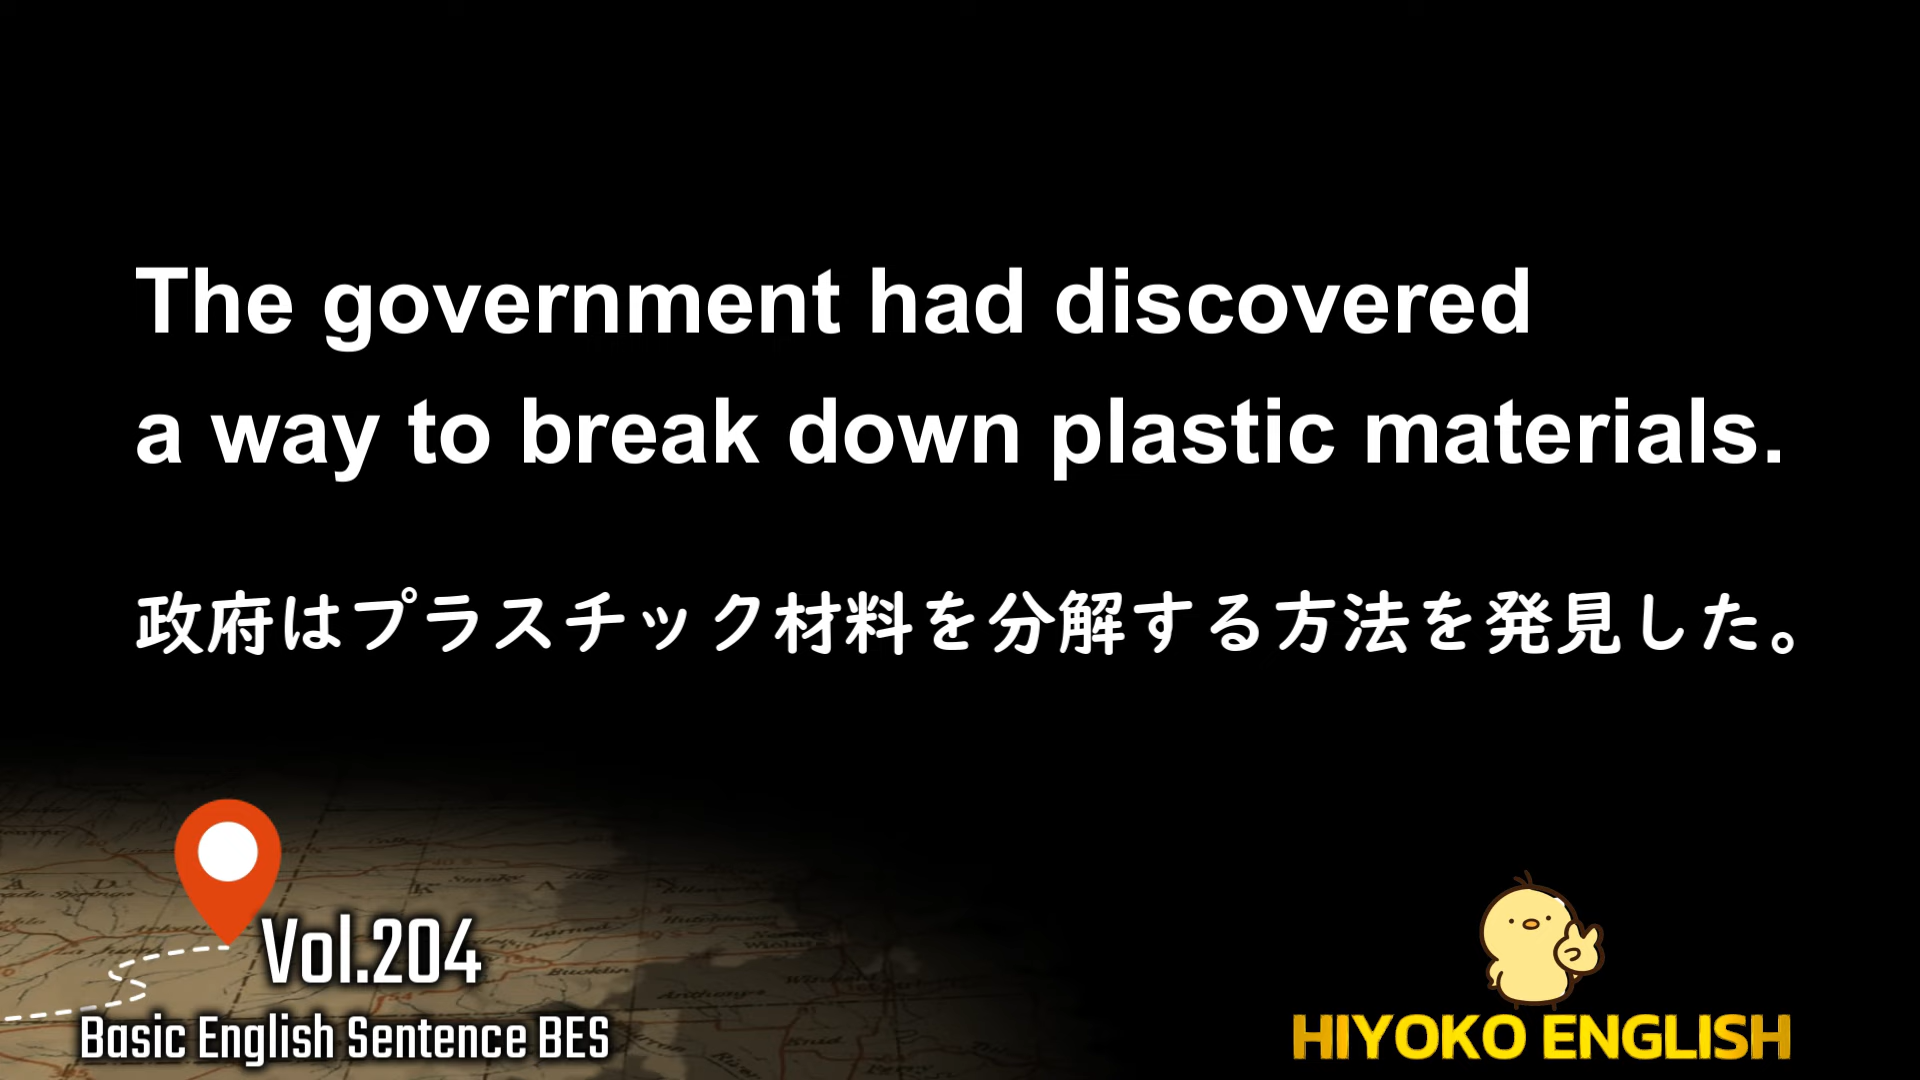 The government had discovered
a way to break down plastic materials.
政府はプラスチック材料を分解する方法を発見した。
Vol.204
Basic English Sentence BES
HIYOKO ENGLISH